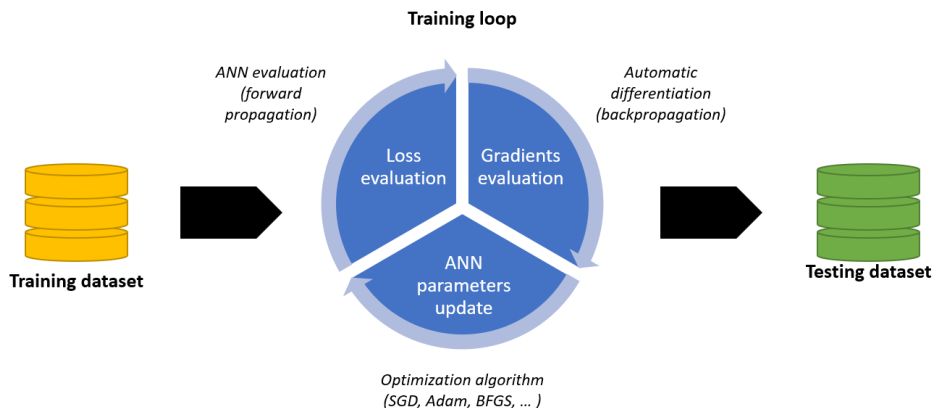 Training loop
ANN evaluation
(forward
propagation)
Automatic
differentiation
(backpropagation)
Loss
evaluation
Gradients
evaluation
Training dataset
Testing dataset
ANN
parameters
update
Optimization algorithm
(SGD, Adam, BFGS, ... )